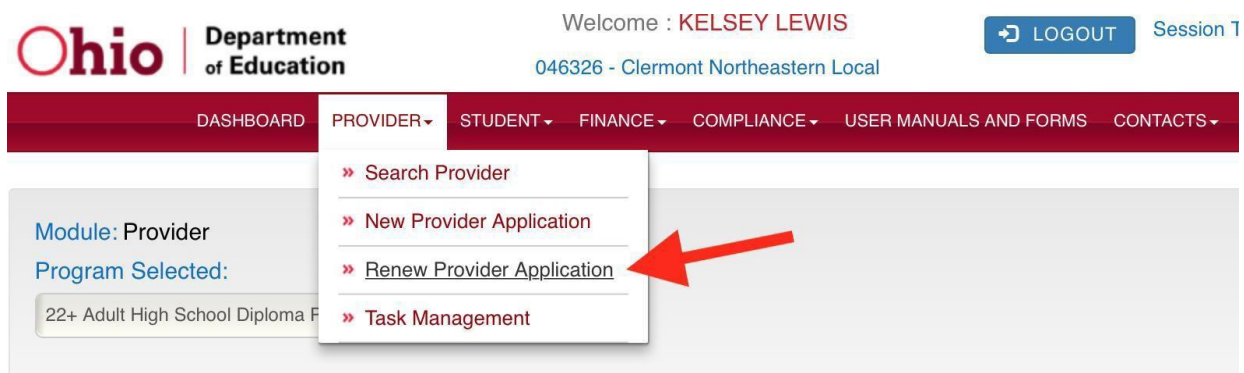 Ohio Department of Education
Welcome : KELSEY LEWIS
LOGOUT
Session T
046326 - Clermont Northeastern Local
DASHBOARD PROVIDER STUDENT FINANCE COMPLIANCE USER MANUALS AND FORMS CONTACTS
» Search Provider
» New Provider Application
» Renew Provider Application
» Task Management
Module: Provider
Program Selected:
22+ Adult High School Diploma P